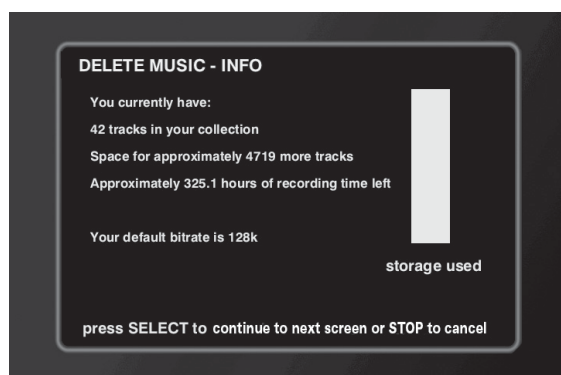 DELETE MUSIC - INFO
You currently have:
42 tracks in your collection
Space for approximately 4719 more tracks
Approximately 325.1 hours of recording time left
Your default bitrate is 128k
storage used
press SELECT to continue to next screen or STOP to cancel